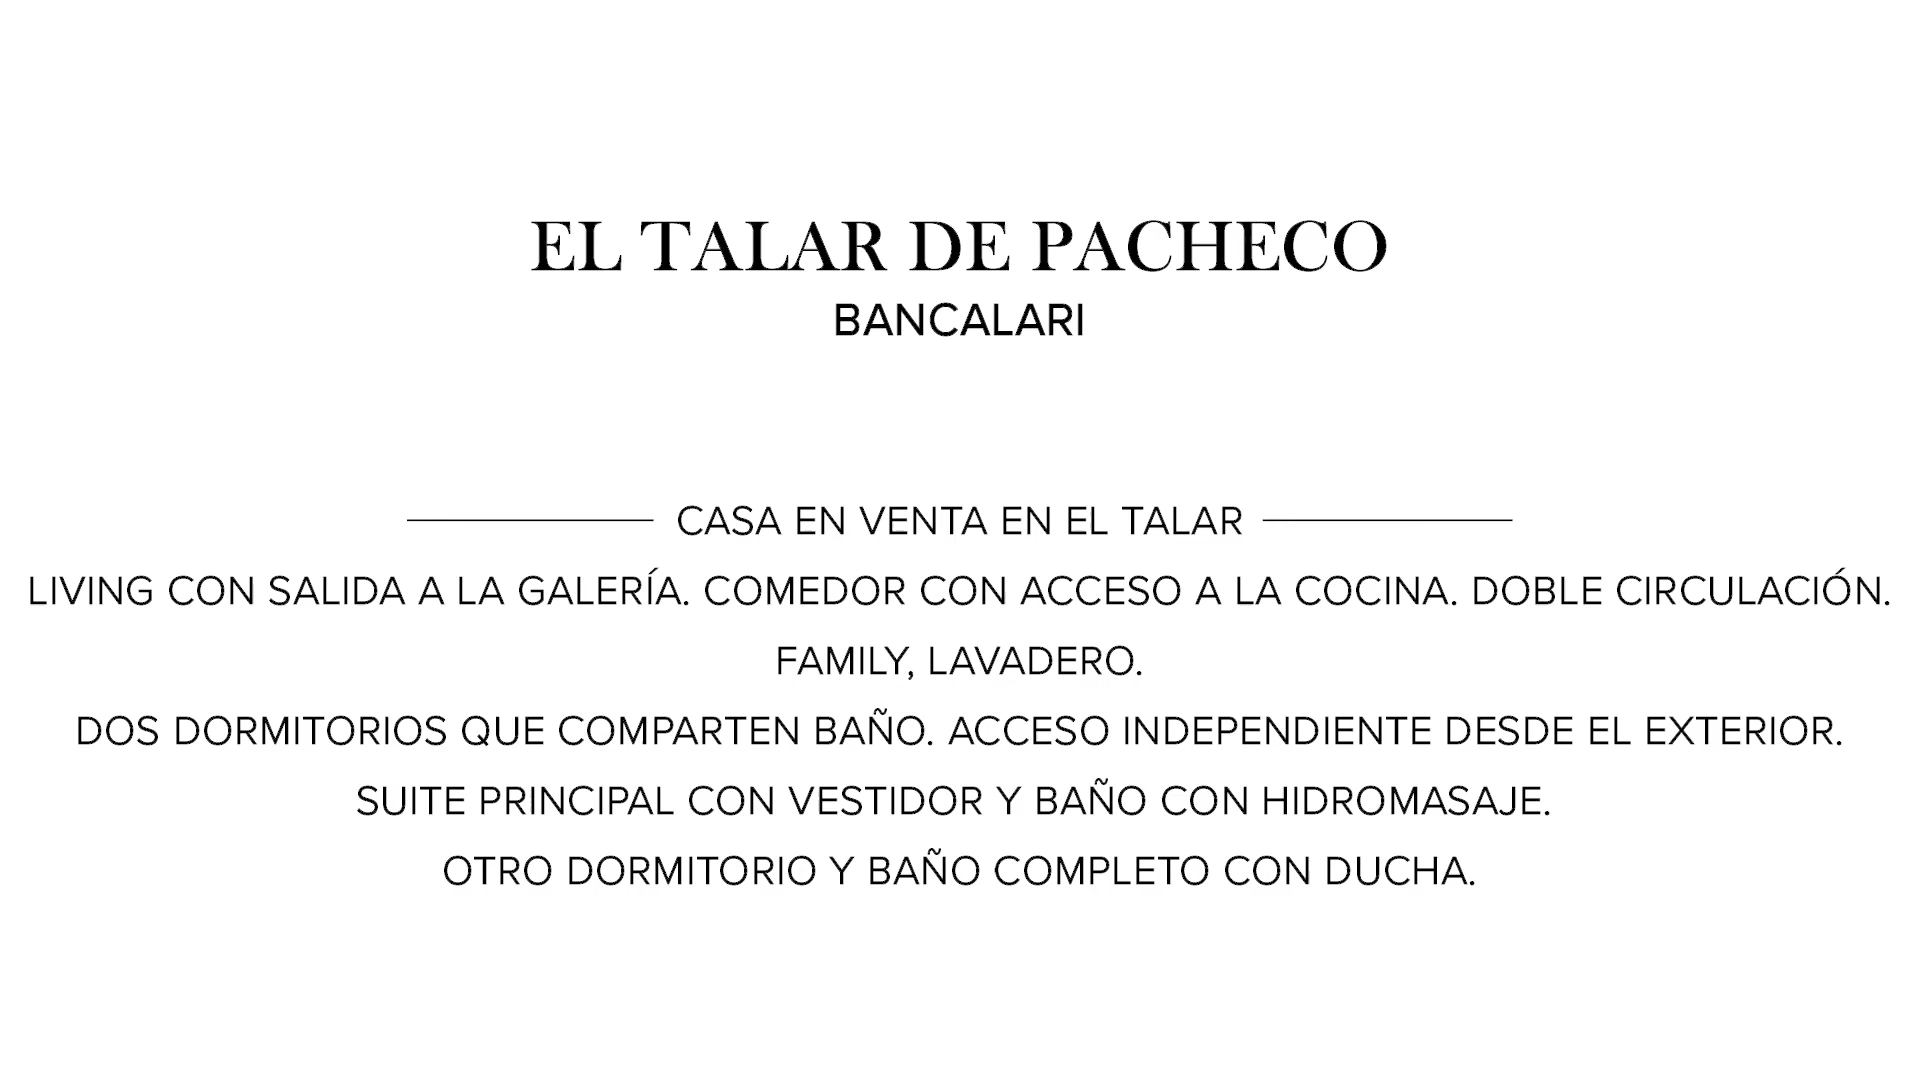 EL TALAR DE PACHECO
BANCALARI
CASA EN VENTA EN EL TALAR
LIVING CON SALIDA A LA GALERÍA. COMEDOR CON ACCESO A LA COCINA. DOBLE CIRCULACIÓN.
FAMILY, LAVADERO.
DOS DORMITORIOS QUE COMPARTEN BAÑO. ACCESO INDEPENDIENTE DESDE EL EXTERIOR.
SUITE PRINCIPAL CON VESTIDOR Y BAÑO CON HIDROMASAJE.
OTRO DORMITORIO Y BAÑO COMPLETO CON DUCHA.